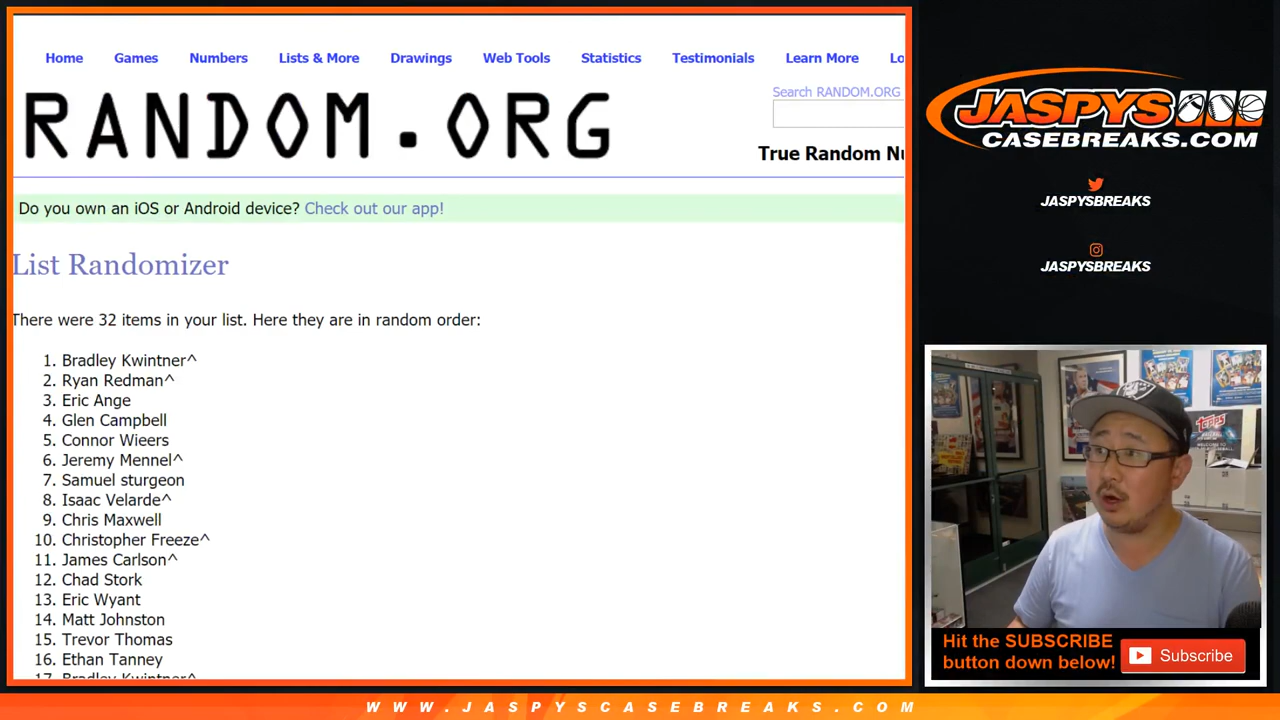 Home Games Numbers Lists & More Drawings Web Tools Statistics Testimonials Learn More Lo
Search RANDOM.ORG
RANDOM.ORG
True Random Nu
Do you own an iOS or Android device? Check out our app!
List Randomizer
There were 32 items in your list. Here they are in random order:
1. Bradley Kwintner^
2. Ryan Redman^
3. Eric Ange
4. Glen Campbell
5. Connor Wieers
6. Jeremy Mennel^
7. Samuel sturgeon
8. Isaac Velarde^
9. Chris Maxwell
10. Christopher Freeze^
11. James Carlson^
12. Chad Stork
13. Eric Wyant
14. Matt Johnston
15. Trevor Thomas
16. Ethan Tanney
17. Bradley Kwintner^
JASPYS
CASEBREAKS.COM
JASPYSBREAKS
JASPYSBREAKS
Topps
Hit the SUBSCRIBE
button down below!
Subscribe
WWW.JASPYSCASEBREAKS.COM